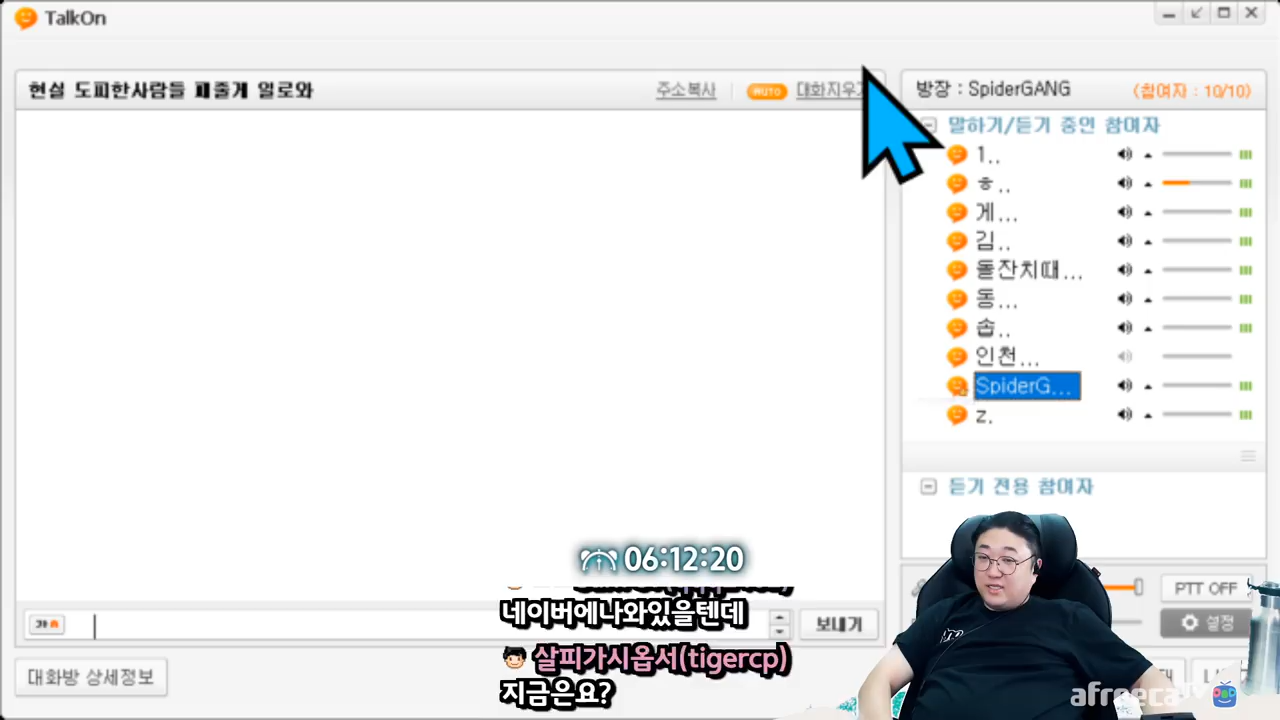 TalkOn
현실 도피한사람들 패줄게 얼로와
주소복사
AUTO
대화지우기
방장 : SpiderGANG
(참여자 : 10/10)
말하기/듣기 중인 참여자
1..
ㅎ..
게...
김..
돌잔치때...
동...
솝..
인천...
SpiderG...
z.
듣기 전용 참여자
06:12:20
네이버에나와있을텐데
살피가시옵서(tigercp)
지금은요?
가
보내기
대화방 상세정보
PTT OFF
설정
afreecaTV